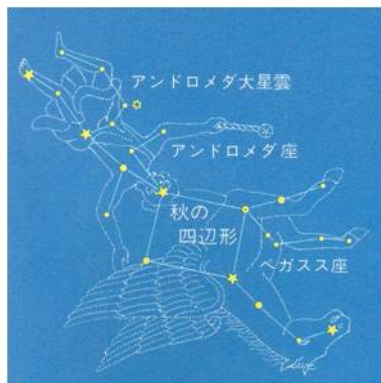 アンドロメダ大星雲
アンドロメダ座
秋の
四辺形
ペガスス座